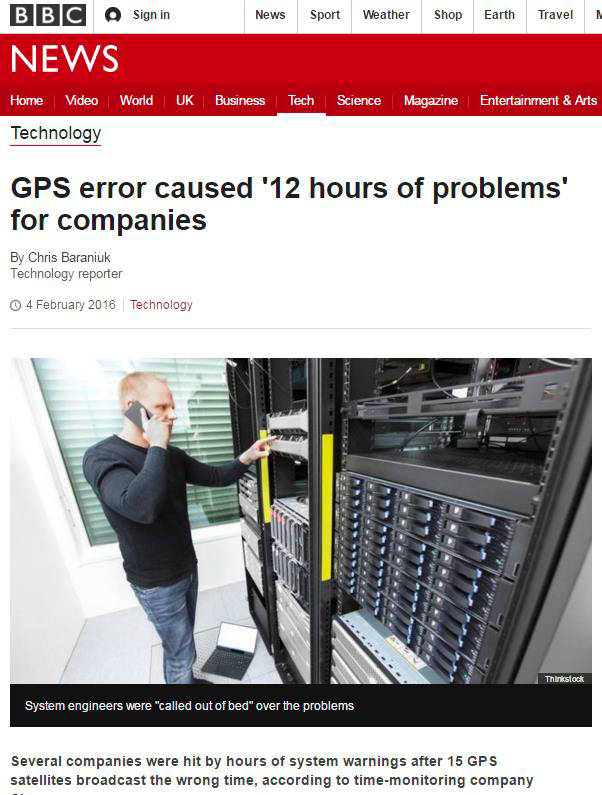 BBC Sign in News Sport Weather Shop Earth Travel
NEWS
Home Video World UK Business Tech Science Magazine Entertainment & Arts
Technology
GPS error caused '12 hours of problems'
for companies
By Chris Baraniuk
Technology reporter
4 February 2016 Technology
Thinkstock
System engineers were "called out of bed" over the problems
Several companies were hit by hours of system warnings after 15 GPS
satellites broadcast the wrong time, according to time-monitoring company